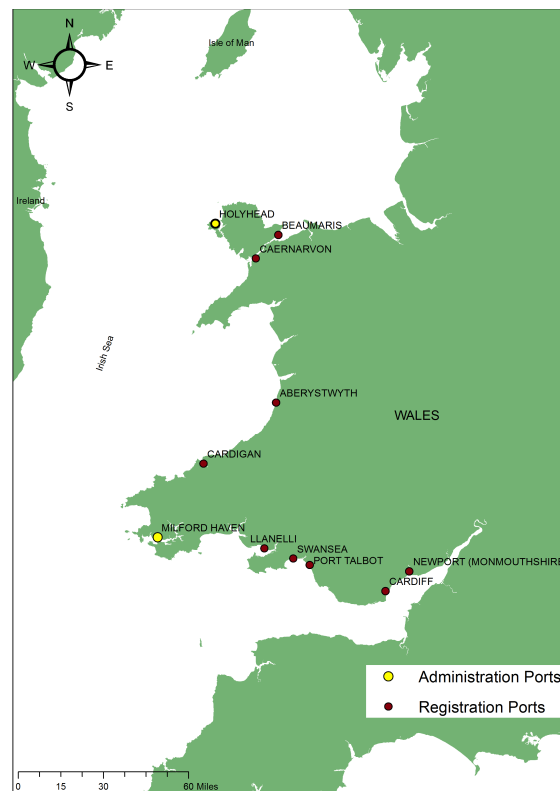 N
Isle of Man
W
E
S
Ireland
HOLYHEAD
BEAUMARIS
CAERNARVON
Irish Sea
ABERYSTWYTH
WALES
CARDIGAN
MILFORD HAVEN
LLANELLI
SWANSEA
PORT TALBOT
NEWPORT (MONMOUTHSHIRE
CARDIFF
Administration Ports
Registration Ports
0 15 30 60 Miles